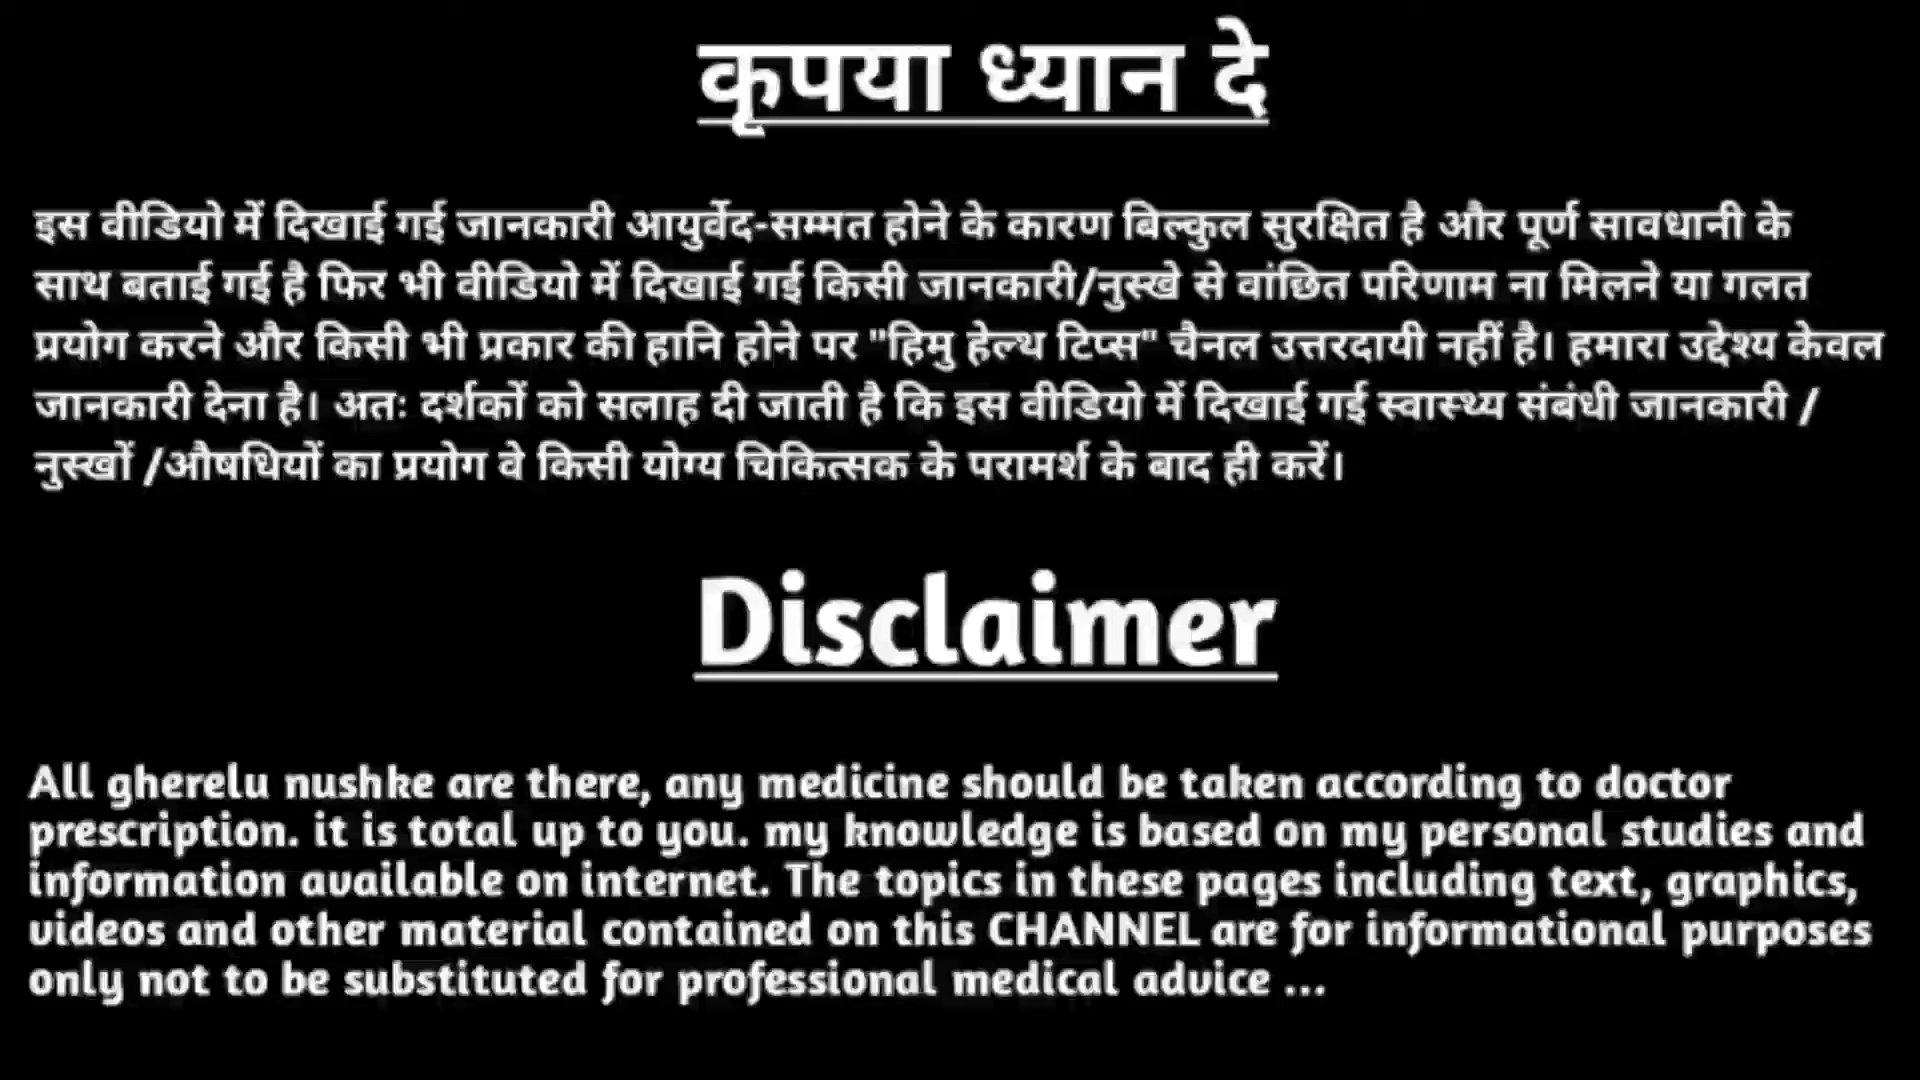 कृपया ध्यान दे
इस वीडियो में दिखाई गई जानकारी आयुर्वेद-सम्मत होने के कारण बिल्कुल सुरक्षित है और पूर्ण सावधानी के
साथ बताई गई है फिर भी वीडियो में दिखाई गई किसी जानकारी/नुस्खे से वांछित परिणाम ना मिलने या गलत
प्रयोग करने और किसी भी प्रकार की हानि होने पर "हिमु हेल्थ टिप्स" चैनल उत्तरदायी नहीं है। हमारा उद्देश्य केवल
जानकारी देना है। अतः दर्शकों को सलाह दी जाती है कि इस वीडियो में दिखाई गई स्वास्थ्य संबंधी जानकारी /
नुस्खों /औषधियों का प्रयोग वे किसी योग्य चिकित्सक के परामर्श के बाद ही करें।
Disclaimer
All gherelu nushke are there, any medicine should be taken according to doctor
prescription. it is total up to you. my knowledge is based on my personal studies and
information available on internet. The topics in these pages including text, graphics,
videos and other material contained on this CHANNEL are for informational purposes
only not to be substituted for professional medical advice ...